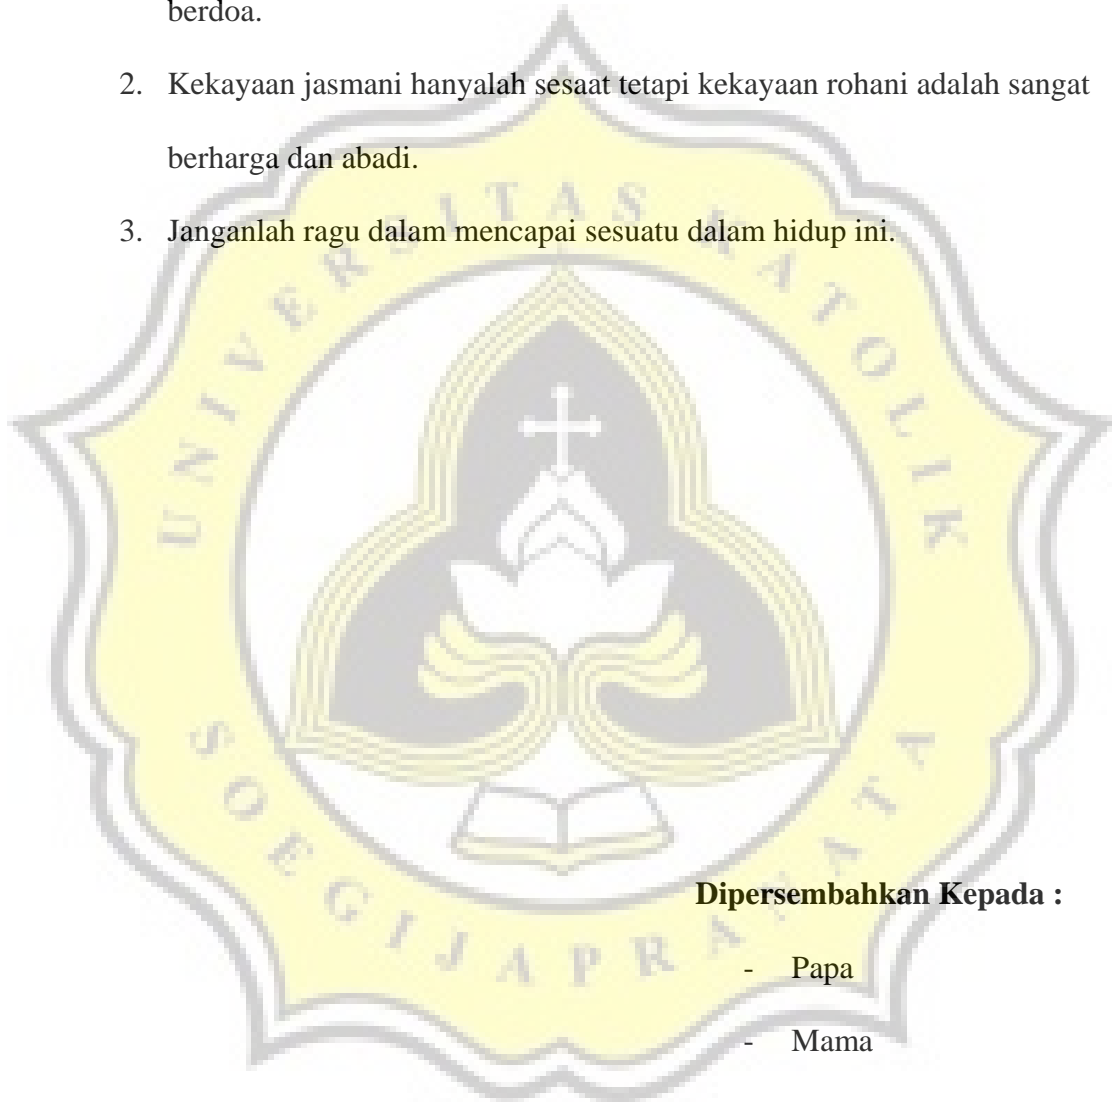 berdoa.
2. Kekayaan jasmani hanyalah sesaat tetapi kekayaan rohani adalah sangat
berharga dan abadi.
3. Janganlah ragu dalam mencapai sesuatu dalam hidup ini.
UNIVERSITAS KATOLIK
SOEGIJAPRANATA
Dipersembahkan Kepada :
- Papa
- Mama